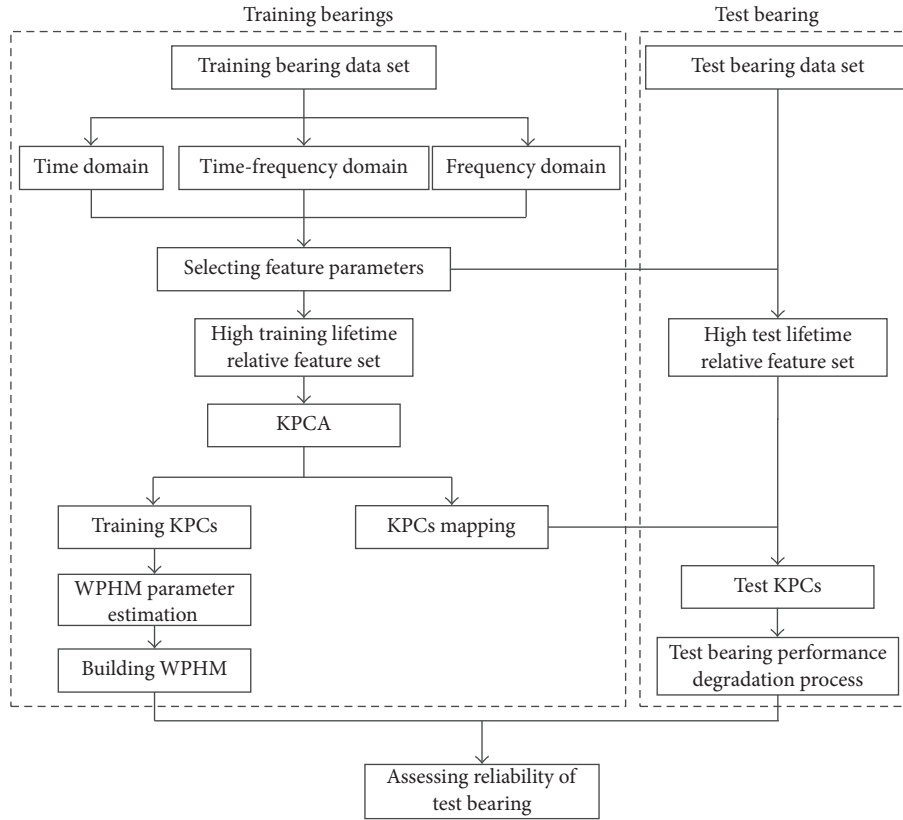 Training bearings
Test bearing
Training bearing data set
Test bearing data set
Time domain
Time-frequency domain
Frequency domain
Selecting feature parameters
High training lifetime
relative feature set
High test lifetime
relative feature set
KPCA
Training KPCs
KPCs mapping
WPHM parameter
estimation
Test KPCs
Building WPHM
Test bearing performance
degradation process
Assessing reliability of
test bearing